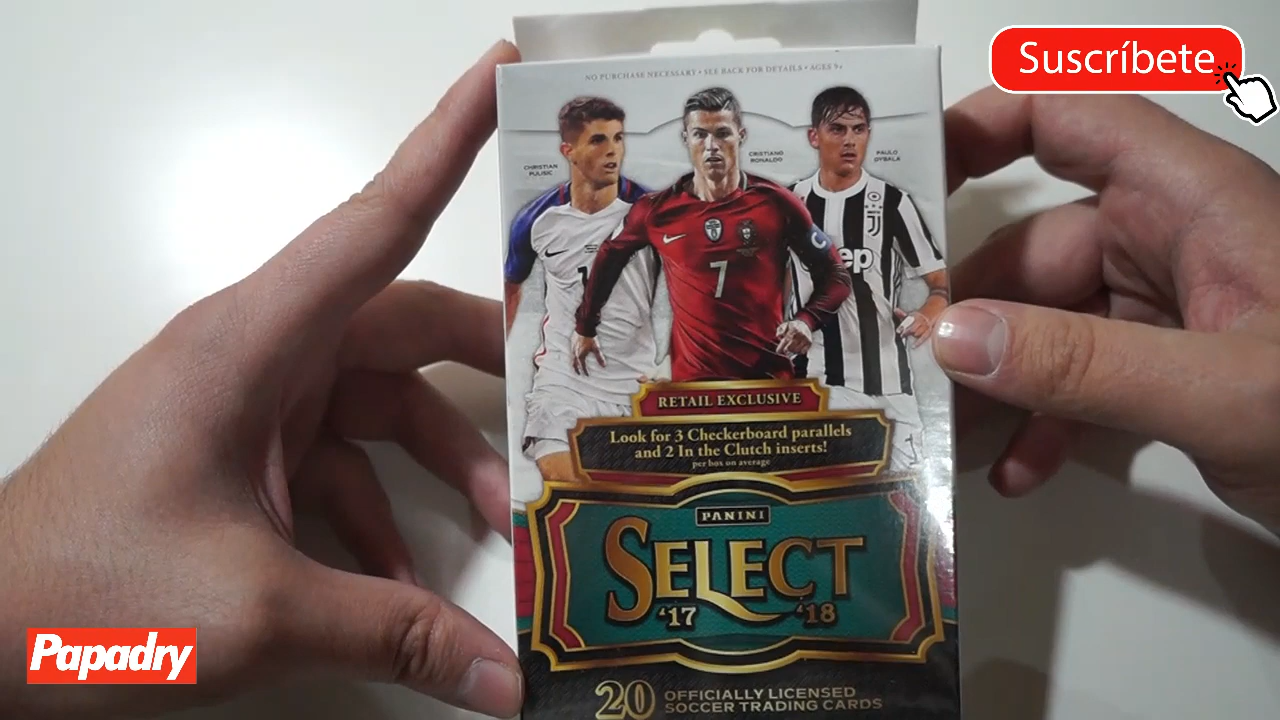 Suscríbete
NO PURCHASE NECESSARY • SEE BACK FOR DETAILS • AGES 9+
CHRISTIAN
PULISIC
CRISTIANO
RONALDO
PAULO
DYBALA
7
RETAIL EXCLUSIVE
Look for 3 Checkerboard parallels
and 2 In the Clutch inserts!
per box on average
PANINI
SELECT
'17 '18
20 OFFICIALLY LICENSED
SOCCER TRADING CARDS
Papadry